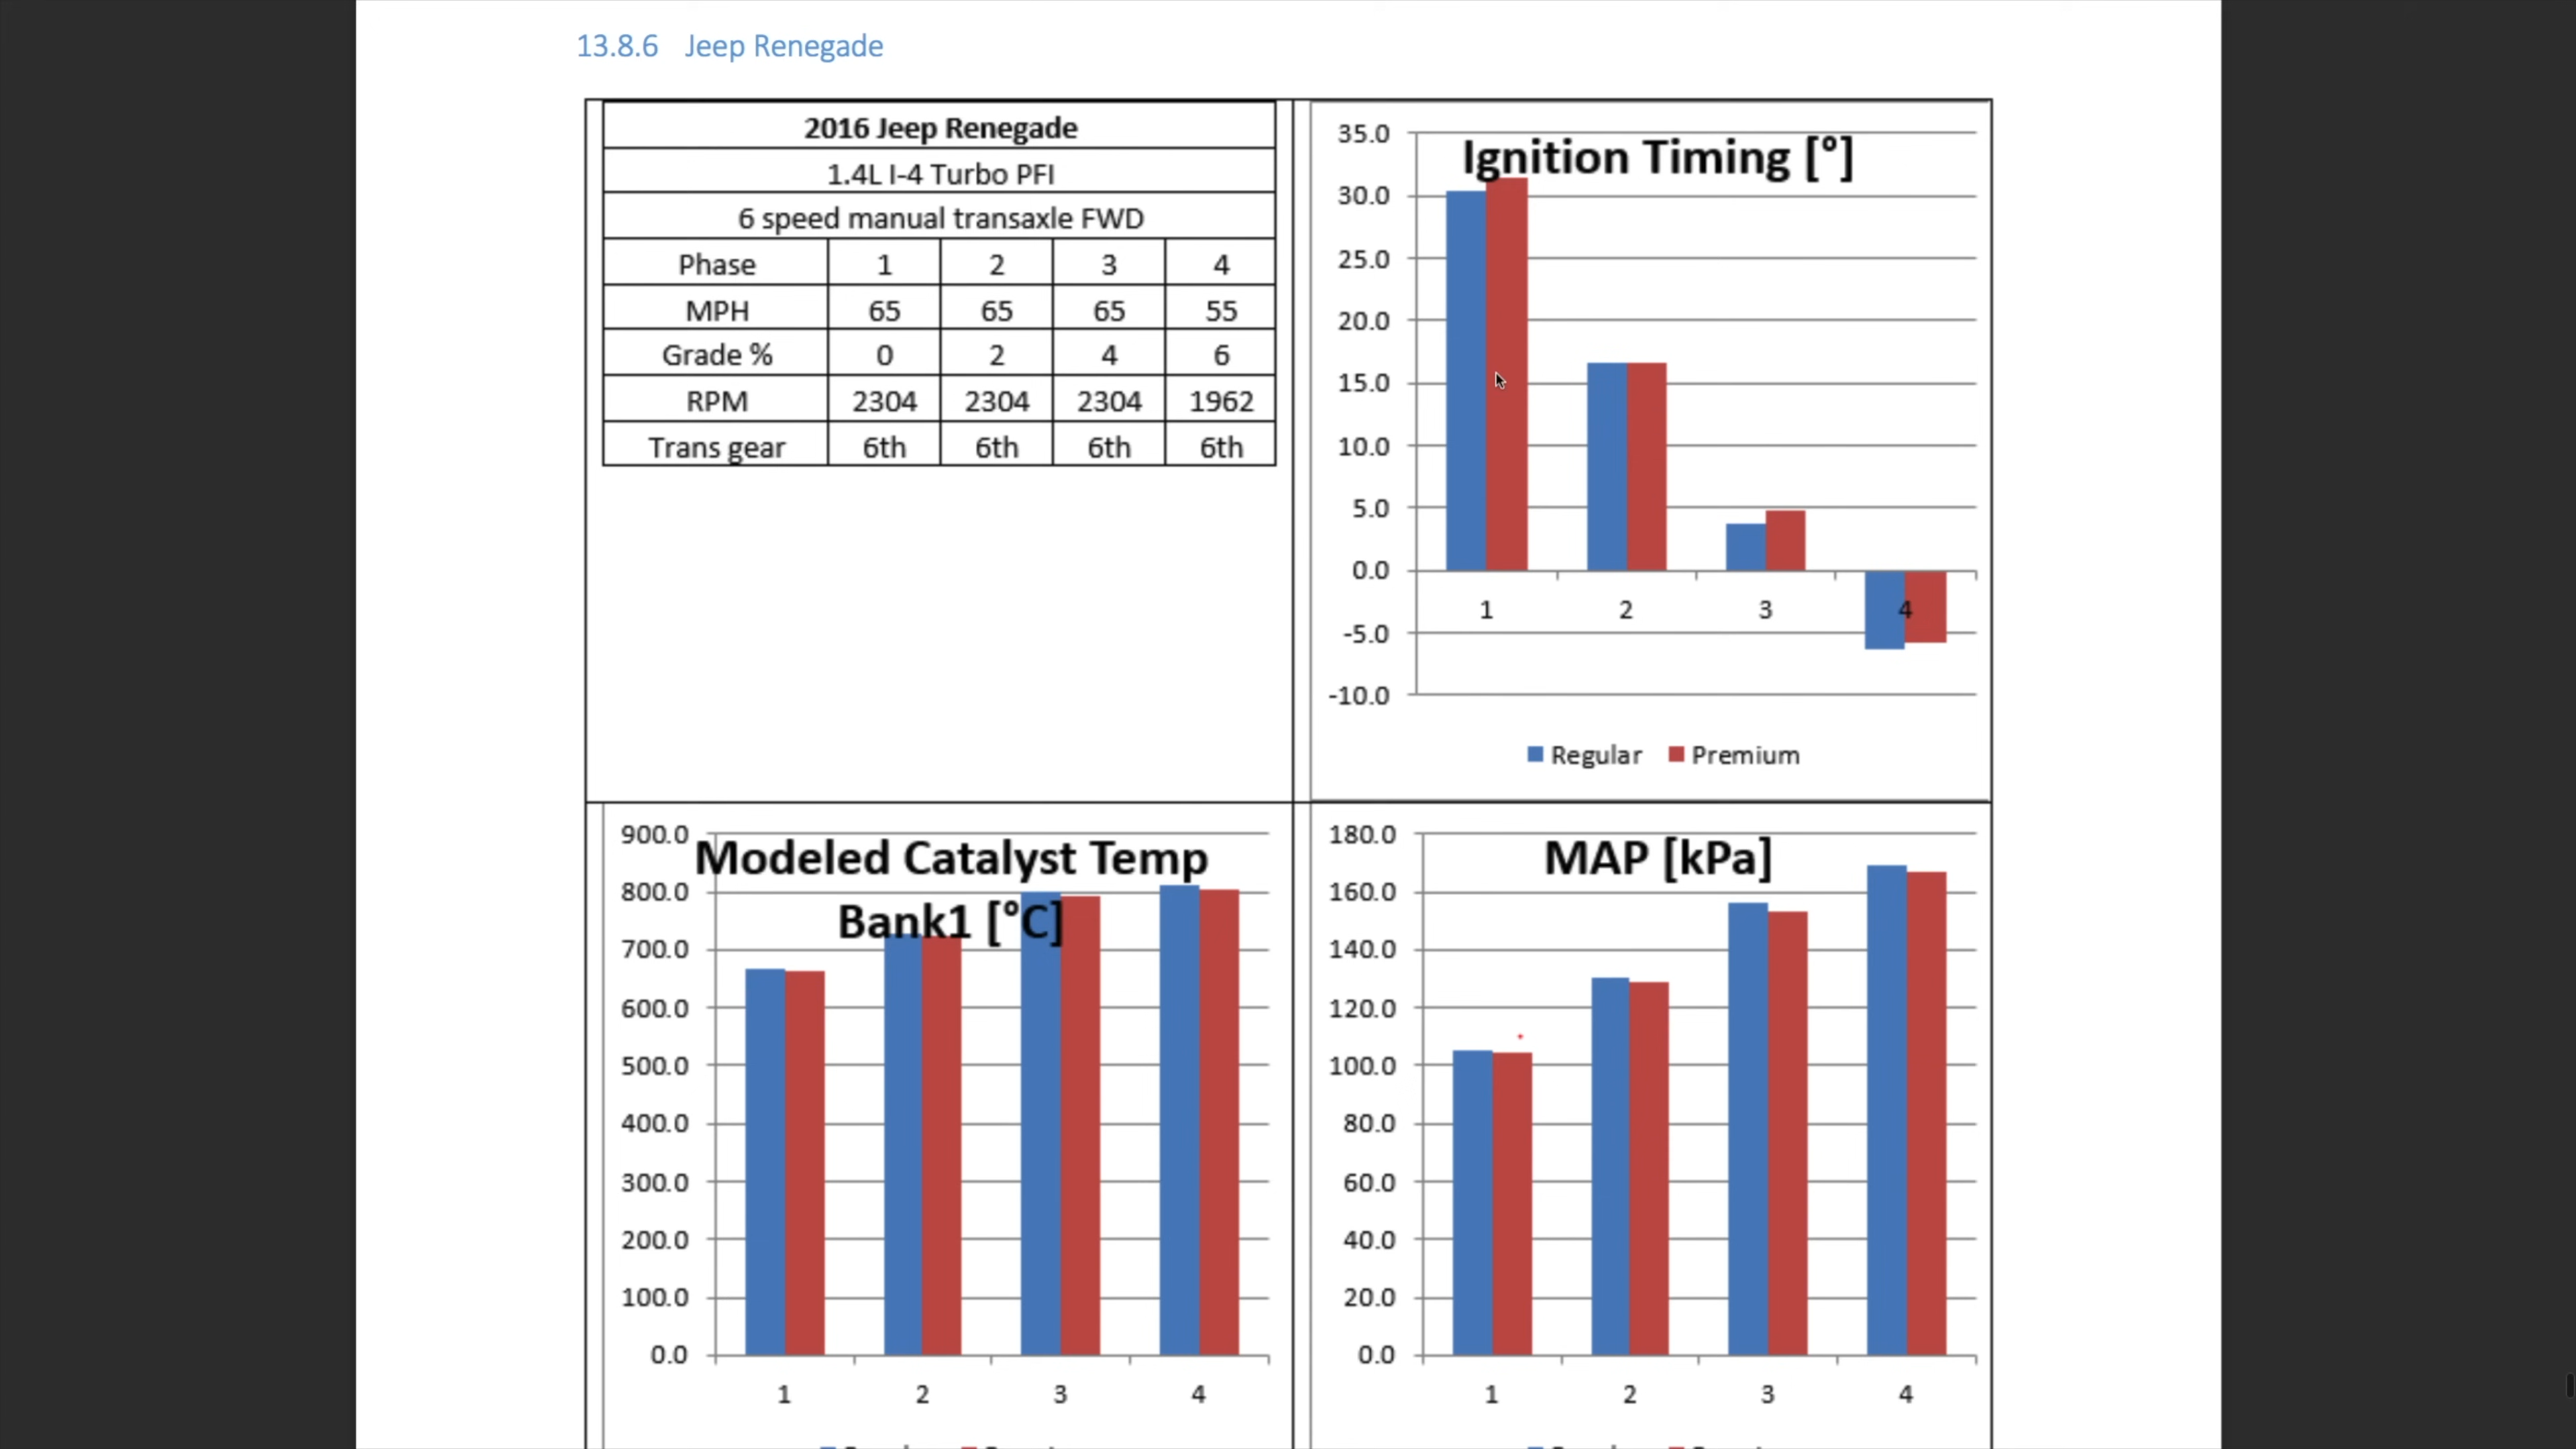 13.8.6 Jeep Renegade
2016 Jeep Renegade
1.4L I-4 Turbo PFI
6 speed manual transaxle FWD
Phase 1 2 3 4
MPH 65 65 65 55
Grade % 0 2 4 6
RPM 2304 2304 2304 1962
Trans gear 6th 6th 6th 6th
Ignition Timing [°]
35.0
30.0
25.0
20.0
15.0
10.0
5.0
0.0
-5.0
-10.0
1 2 3 4
Regular Premium
Modeled Catalyst Temp
Bank1 [°C]
900.0
800.0
700.0
600.0
500.0
400.0
300.0
200.0
100.0
0.0
1 2 3 4
MAP [kPa]
180.0
160.0
140.0
120.0
100.0
80.0
60.0
40.0
20.0
0.0
1 2 3 4